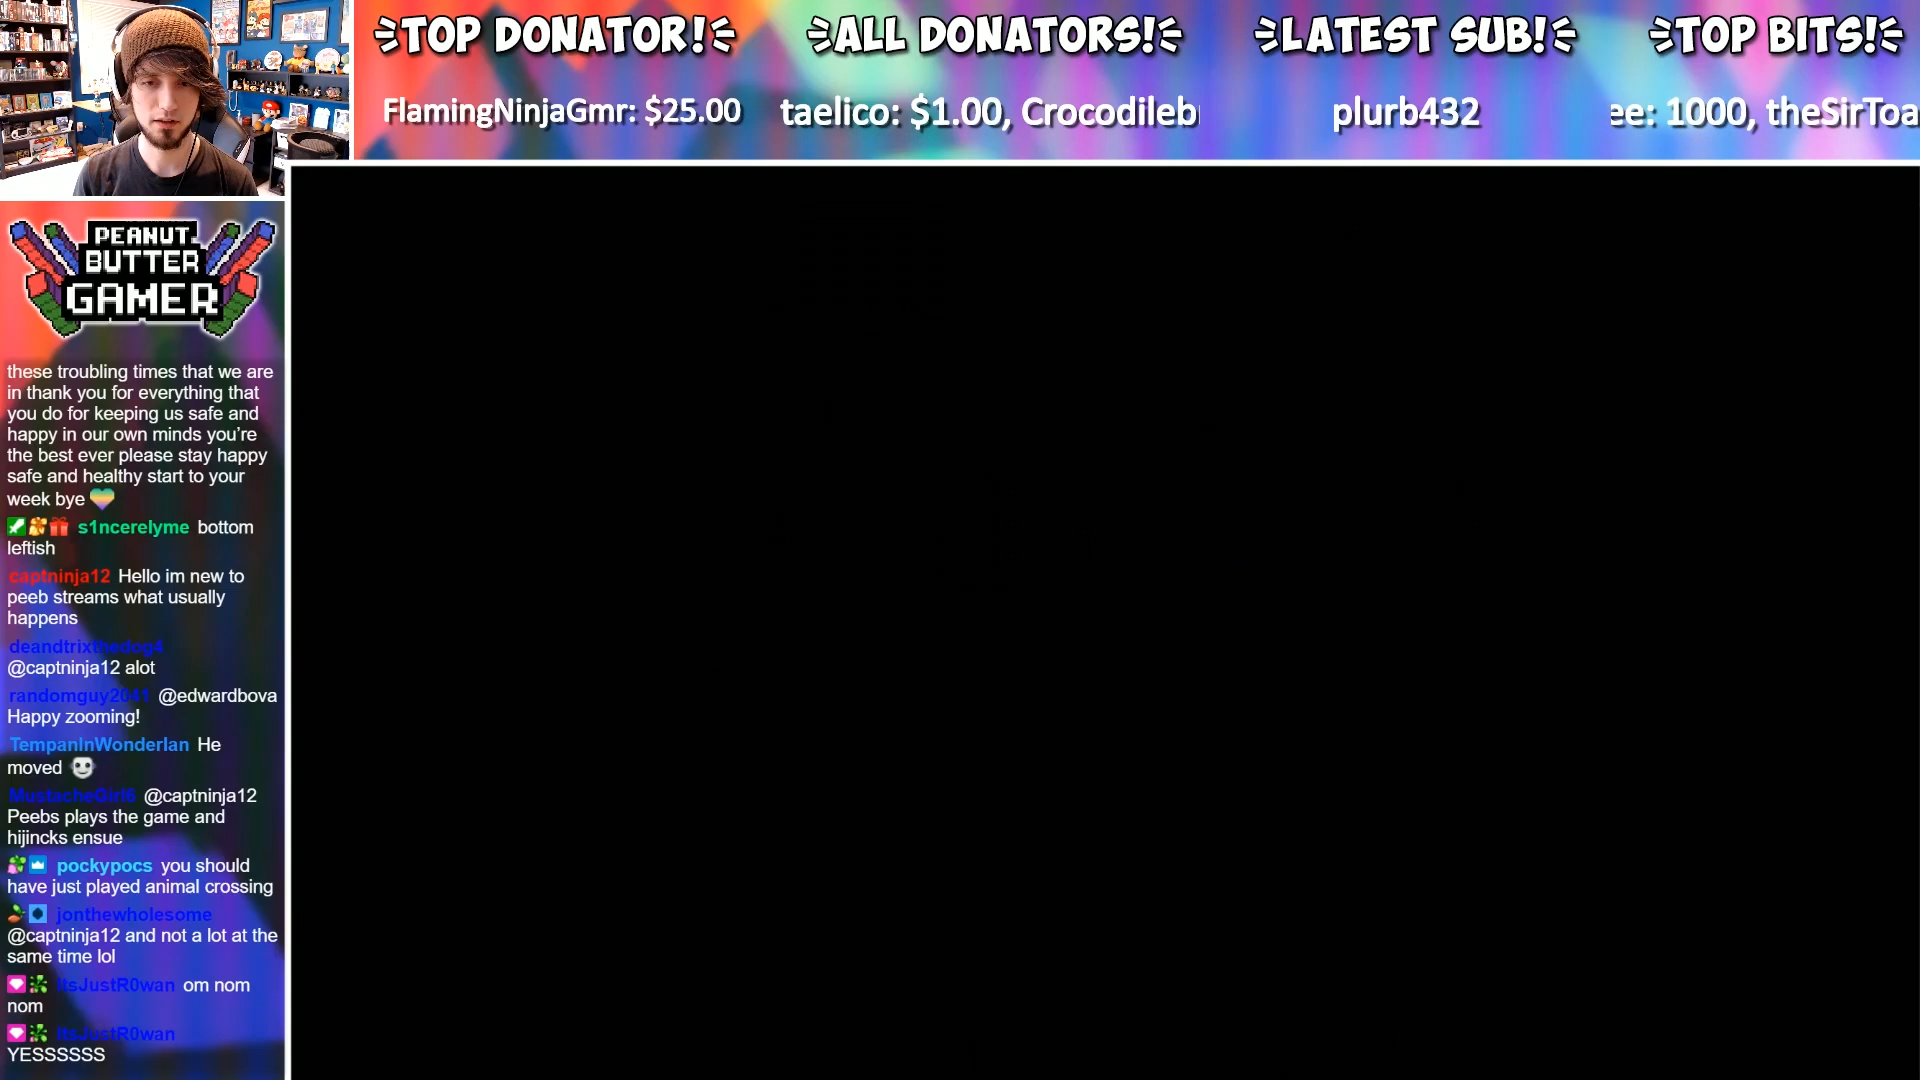 TOP DONATOR!
ALL DONATORS!
LATEST SUB!
TOP BITS!
FlamingNinjaGmr: $25.00
taelico: $1.00, Crocodileb
plurb432
ee: 1000, theSirToa
PEANUT
BUTTER
GAMER
these troubling times that we are
in thank you for everything that
you do for keeping us safe and
happy in our own minds you're
the best ever please stay happy
safe and healthy start to your
week bye
s1ncerelyme bottom
leftish
captninja12 Hello im new to
peeb streams what usually
happens
deandtrixthedog4
@captninja12 alot
randomguy2041 @edwardbova
Happy zooming!
TempanInWonderlan He
moved
MustacheGirl6 @captninja12
Peebs plays the game and
hijincks ensue
pockypocs you should
have just played animal crossing
jonthewholesome
@captninja12 and not a lot at the
same time lol
ItsJustR0wan om nom
nom
ItsJustR0wan
YESSSSSS